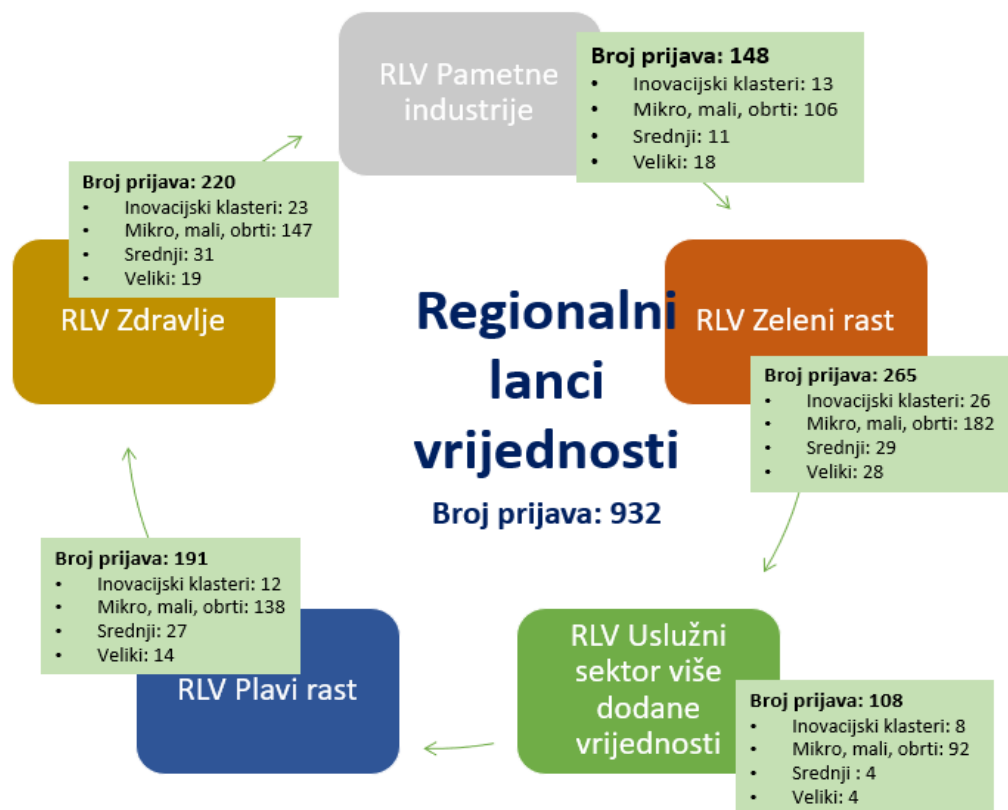 RLV Pametne
industrije
Broj prijava: 148
• Inovacijski klasteri: 13
• Mikro, mali, obrti: 106
• Srednji: 11
• Veliki: 18
Broj prijava: 220
• Inovacijski klasteri: 23
• Mikro, mali, obrti: 147
• Srednji: 31
• Veliki: 19
RLV Zdravlje
Regionalni
lanci
vrijednosti
Broj prijava: 932
RLV Zeleni rast
Broj prijava: 265
• Inovacijski klasteri: 26
• Mikro, mali, obrti: 182
• Srednji: 29
• Veliki: 28
Broj prijava: 191
• Inovacijski klasteri: 12
• Mikro, mali, obrti: 138
• Srednji: 27
• Veliki: 14
RLV Plavi rast
RLV Uslužni
sektor više
dodane
vrijednosti
Broj prijava: 108
• Inovacijski klasteri: 8
• Mikro, mali, obrti: 92
• Srednji : 4
• Veliki: 4